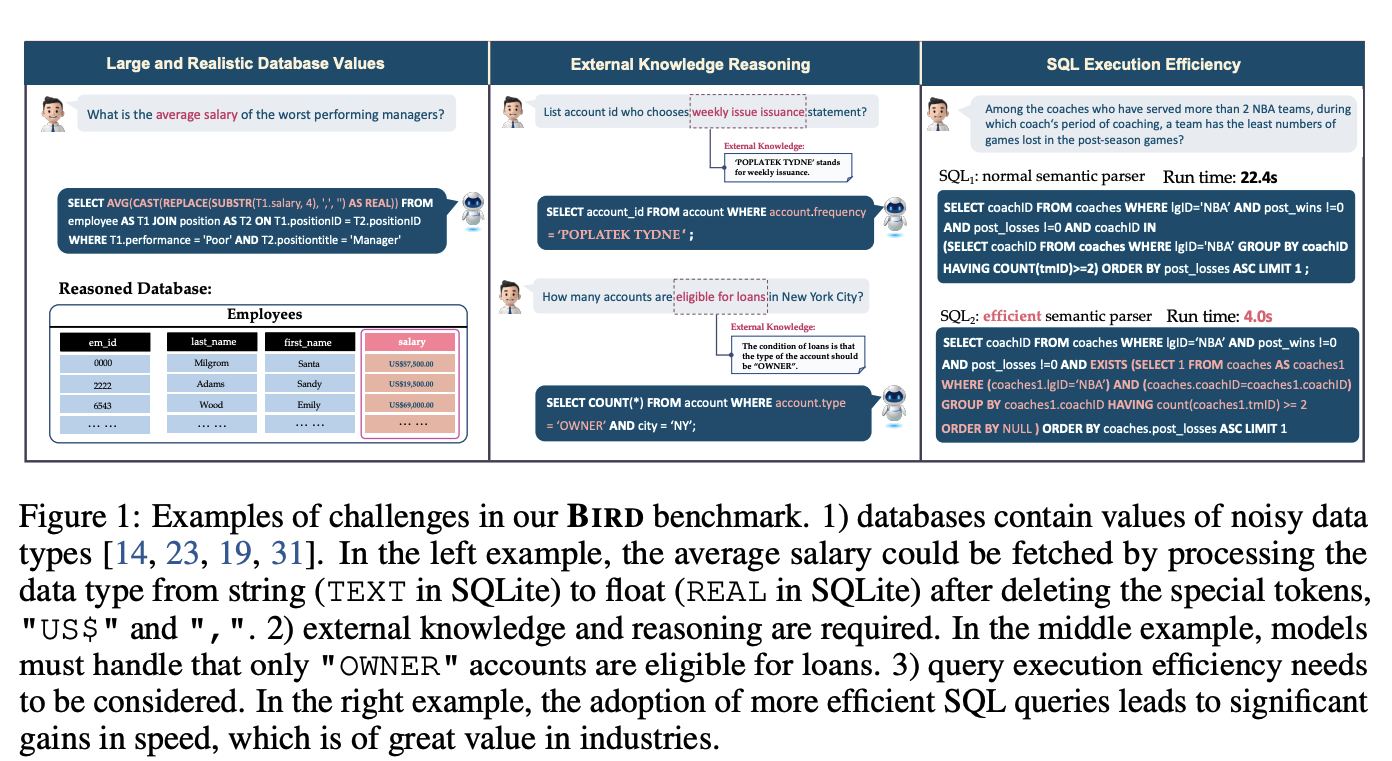 Large and Realistic Database Values
What is the average salary of the worst performing managers?
SELECT AVG(CAST(REPLACE(SUBSTR(T1.salary, 4), ',', '') AS REAL)) FROM
employee AS T1 JOIN position AS T2 ON T1.positionID = T2.positionID
WHERE T1.performance = 'Poor' AND T2.positiontitle = 'Manager'
Reasoned Database:
Employees
em_id last_name first_name salary
0000 Milgrom Santa US$57,500.00
2222 Adams Sandy US$19,500.00
6543 Wood Emily US$69,000.00
... ... ... ... ... ... ... ...
External Knowledge Reasoning
List account id who chooses weekly issue issuance statement?
External Knowledge:
'POPLATEK TYDNE' stands
for weekly issuance.
SELECT account_id FROM account WHERE account.frequency
= 'POPLATEK TYDNE' ;
How many accounts are eligible for loans in New York City?
External Knowledge:
The condition of loans is that
the type of the account should
be "OWNER".
SELECT COUNT(*) FROM account WHERE account.type
= 'OWNER' AND city = 'NY';
SQL Execution Efficiency
Among the coaches who have served more than 2 NBA teams, during
which coach's period of coaching, a team has the least numbers of
games lost in the post-season games?
SQL₁: normal semantic parser Run time: 22.4s
SELECT coachID FROM coaches WHERE lgID='NBA' AND post_wins !=0
AND post_losses !=0 AND coachID IN
(SELECT coachID FROM coaches WHERE lgID='NBA' GROUP BY coachID
HAVING COUNT(tmID)>=2) ORDER BY post_losses ASC LIMIT 1 ;
SQL₂: efficient semantic parser Run time: 4.0s
SELECT coachID FROM coaches WHERE lgID='NBA' AND post_wins !=0
AND post_losses !=0 AND EXISTS (SELECT 1 FROM coaches AS coaches1
WHERE (coaches1.lgID='NBA') AND (coaches.coachID=coaches1.coachID)
GROUP BY coaches1.coachID HAVING count(coaches1.tmID) >= 2
ORDER BY NULL ) ORDER BY coaches.post_losses ASC LIMIT 1
Figure 1: Examples of challenges in our BIRD benchmark. 1) databases contain values of noisy data
types [14, 23, 19, 31]. In the left example, the average salary could be fetched by processing the
data type from string (TEXT in SQLite) to float (REAL in SQLite) after deleting the special tokens,
"US$" and ",". 2) external knowledge and reasoning are required. In the middle example, models
must handle that only "OWNER" accounts are eligible for loans. 3) query execution efficiency needs
to be considered. In the right example, the adoption of more efficient SQL queries leads to significant
gains in speed, which is of great value in industries.